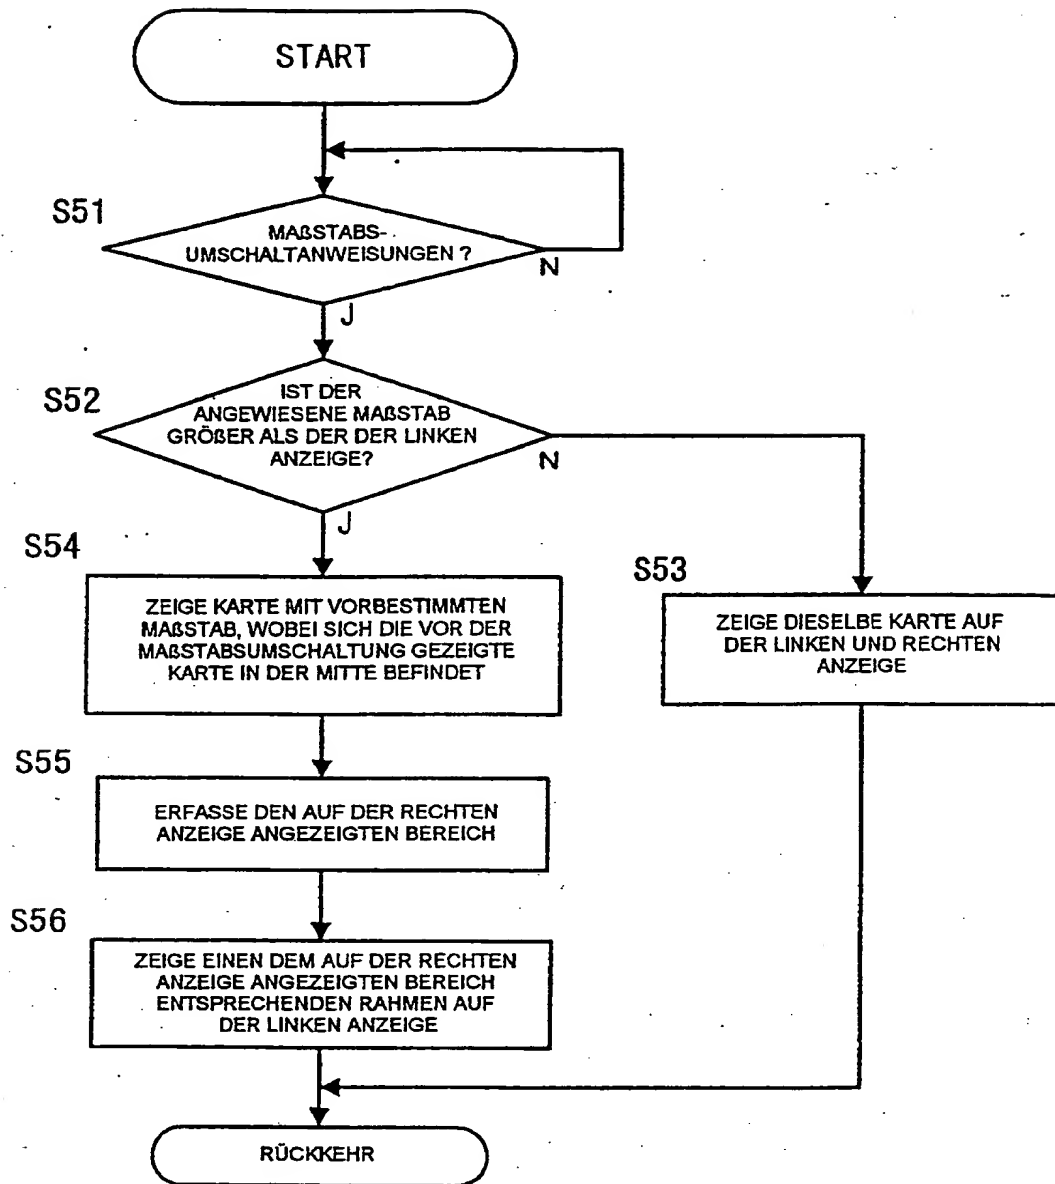 START
S51
MAßSTABS-
UMSCHALTANWEISUNGEN ?
N
J
S52
IST DER
ANGEWIESENE MAßSTAB
GRÖßER ALS DER DER LINKEN
ANZEIGE?
N
J
S54
ZEIGE KARTE MIT VORBESTIMMTEN
MAßSTAB, WOBEI SICH DIE VOR DER
MAßSTABSUMSCHALTUNG GEZEIGTE
KARTE IN DER MITTE BEFINDET
S53
ZEIGE DIESELBE KARTE AUF
DER LINKEN UND RECHTEN
ANZEIGE
S55
ERFASSE DEN AUF DER RECHTEN
ANZEIGE ANGEZEIGTEN BEREICH
S56
ZEIGE EINEN DEM AUF DER RECHTEN
ANZEIGE ANGEZEIGTEN BEREICH
ENTSPRECHENDEN RAHMEN AUF
DER LINKEN ANZEIGE
RÜCKKEHR